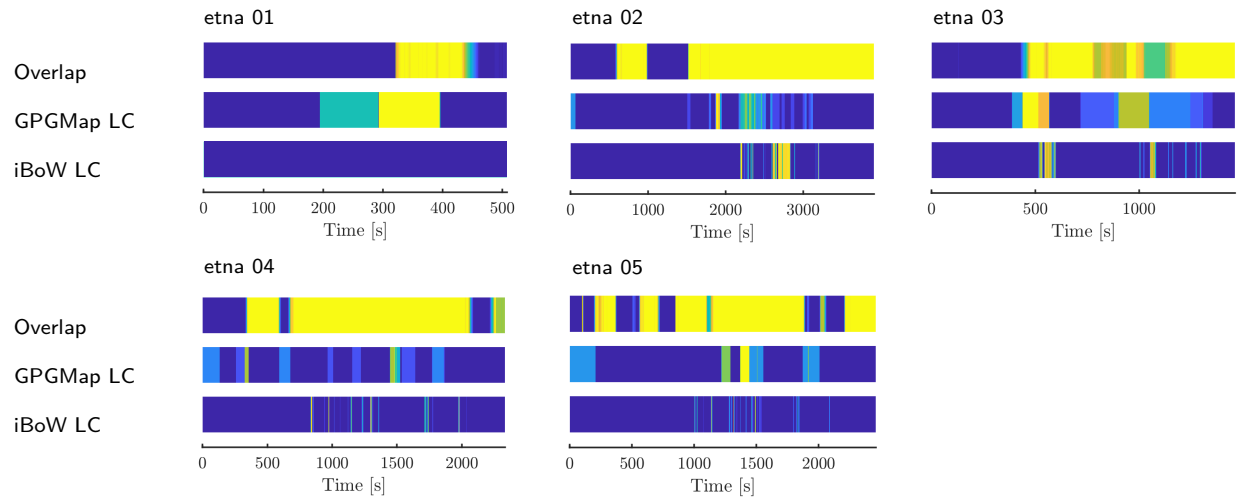 etna 01
etna 02
etna 03
Overlap
GPGMap LC
iBoW LC
0 100 200 300 400 500
0 1000 2000 3000
0 500 1000
Time [s]
Time [s]
Time [s]
etna 04
etna 05
Overlap
GPGMap LC
iBoW LC
0 500 1000 1500 2000
0 500 1000 1500 2000
Time [s]
Time [s]